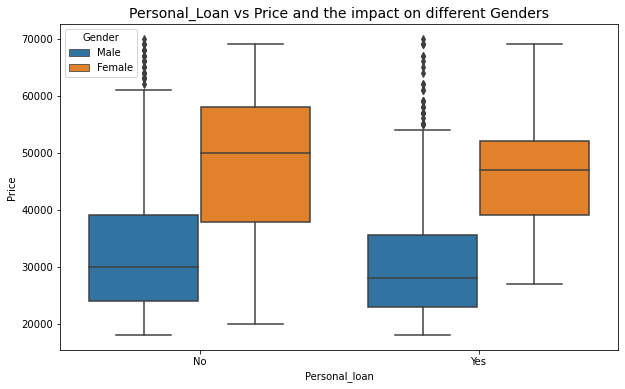 Personal_Loan vs Price and the impact on different Genders
Gender
Male
Female
Price
70000
60000
50000
40000
30000
20000
No
Yes
Personal_loan